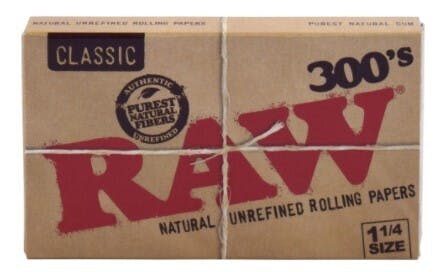 NATURAL UNREFINED ROLLING PAPERS
PUREST NATURAL GUM
CLASSIC
300's
AUTHENTIC
PUREST
NATURAL
FIBERS
UNREFINED
RAW®
NATURAL UNREFINED ROLLING PAPERS
1 1/4
SIZE